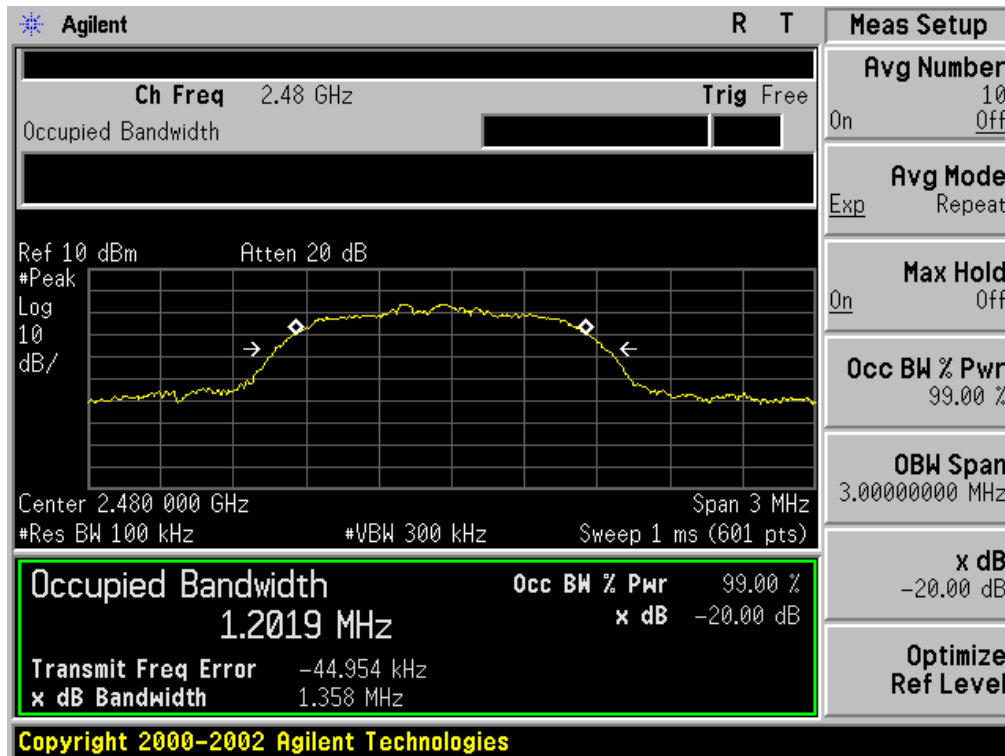 Agilent R T
Ch Freq 2.48 GHz Trig Free
Occupied Bandwidth
Ref 10 dBm Atten 20 dB
#Peak
Log
10
dB/
Center 2.480 000 GHz Span 3 MHz
#Res BW 100 kHz #VBW 300 kHz Sweep 1 ms (601 pts)
Occupied Bandwidth Occ BW % Pwr 99.00 %
1.2019 MHz x dB -20.00 dB
Transmit Freq Error -44.954 kHz
x dB Bandwidth 1.358 MHz
Copyright 2000-2002 Agilent Technologies
Meas Setup
Avg Number
10
On Off
Avg Mode
Exp Repeat
Max Hold
On Off
Occ BW % Pwr
99.00 %
OBW Span
3.00000000 MHz
x dB
-20.00 dB
Optimize
Ref Level